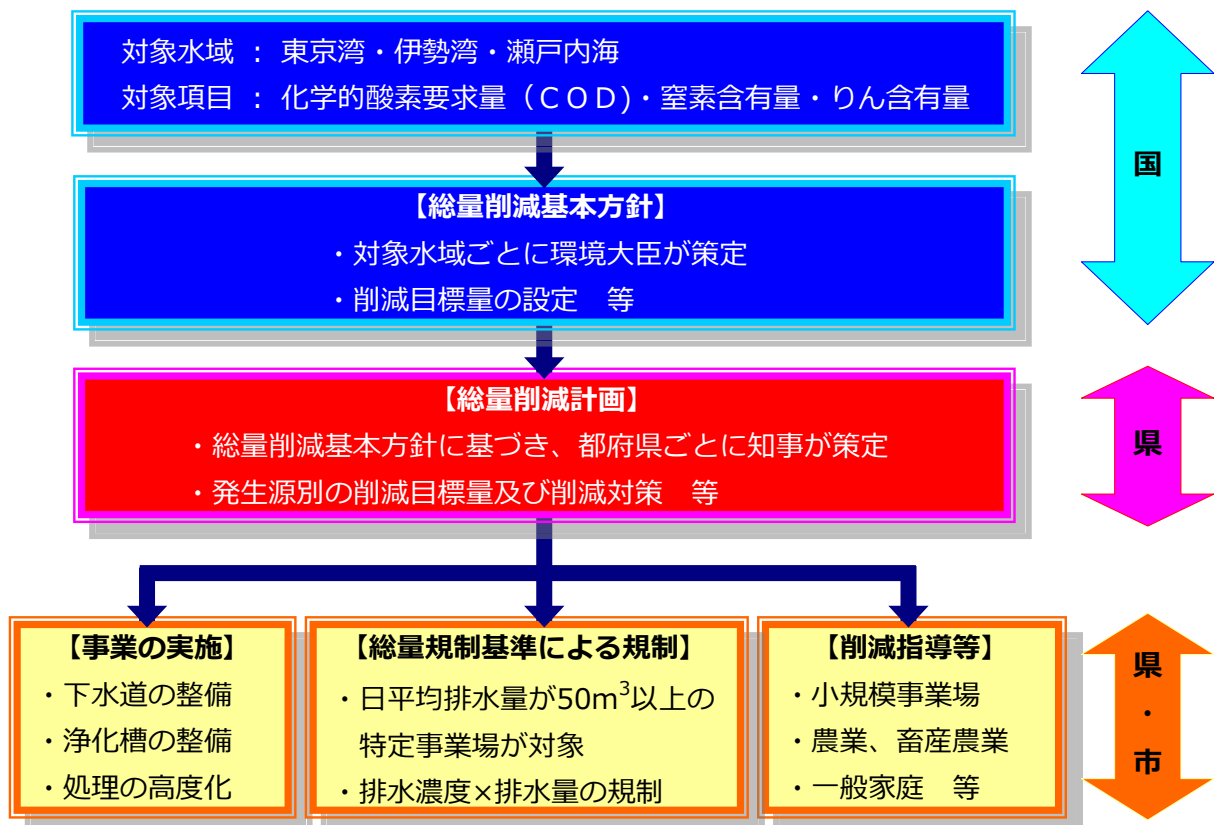 対象水域 : 東京湾・伊勢湾・瀬戸内海
対象項目 : 化学的酸素要求量(COD)・窒素含有量・りん含有量
国
【総量削減基本方針】
・対象水域ごとに環境大臣が策定
・削減目標量の設定 等
【総量削減計画】
・総量削減基本方針に基づき、都府県ごとに知事が策定
・発生源別の削減目標量及び削減対策 等
県
【事業の実施】
・下水道の整備
・浄化槽の整備
・処理の高度化
【総量規制基準による規制】
・日平均排水量が50m³以上の
特定事業場が対象
・排水濃度×排水量の規制
【削減指導等】
・小規模事業場
・農業、畜産農業
・一般家庭 等
県
・
市